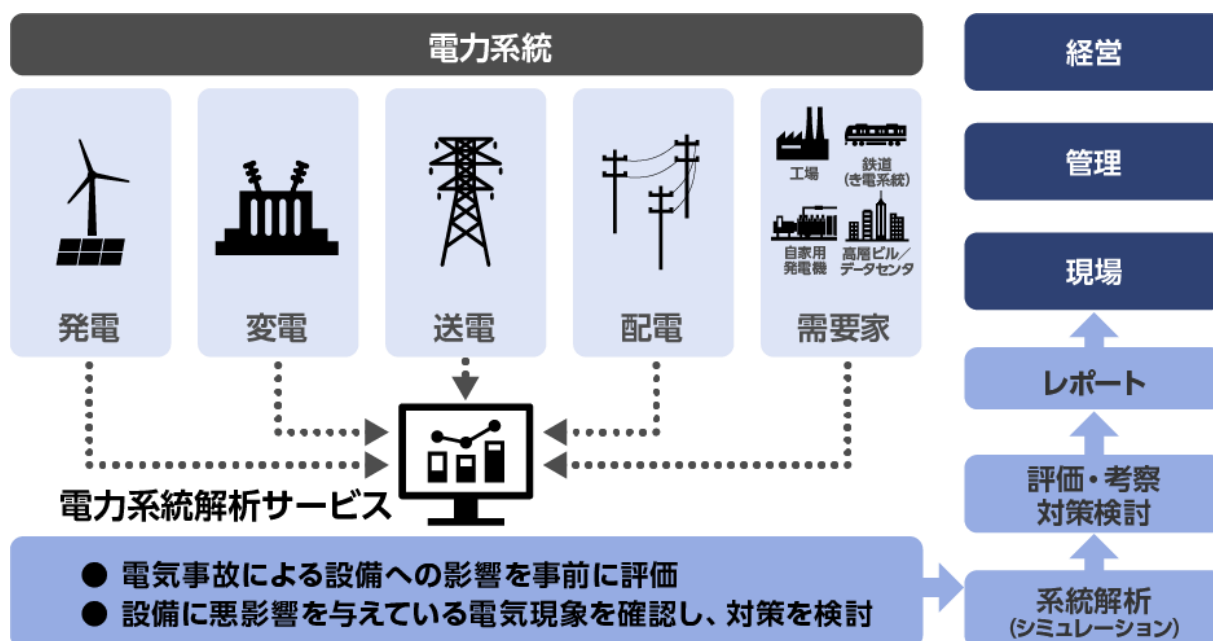 電力系統
工場
鉄道
(き電系統)
自家用
発電機
高層ビル/
データセンタ
発電
変電
送電
配電
需要家
電力系統解析サービス
● 電気事故による設備への影響を事前に評価
● 設備に悪影響を与えている電気現象を確認し、対策を検討
経営
管理
現場
レポート
評価・考察
対策検討
系統解析
(シミュレーション)